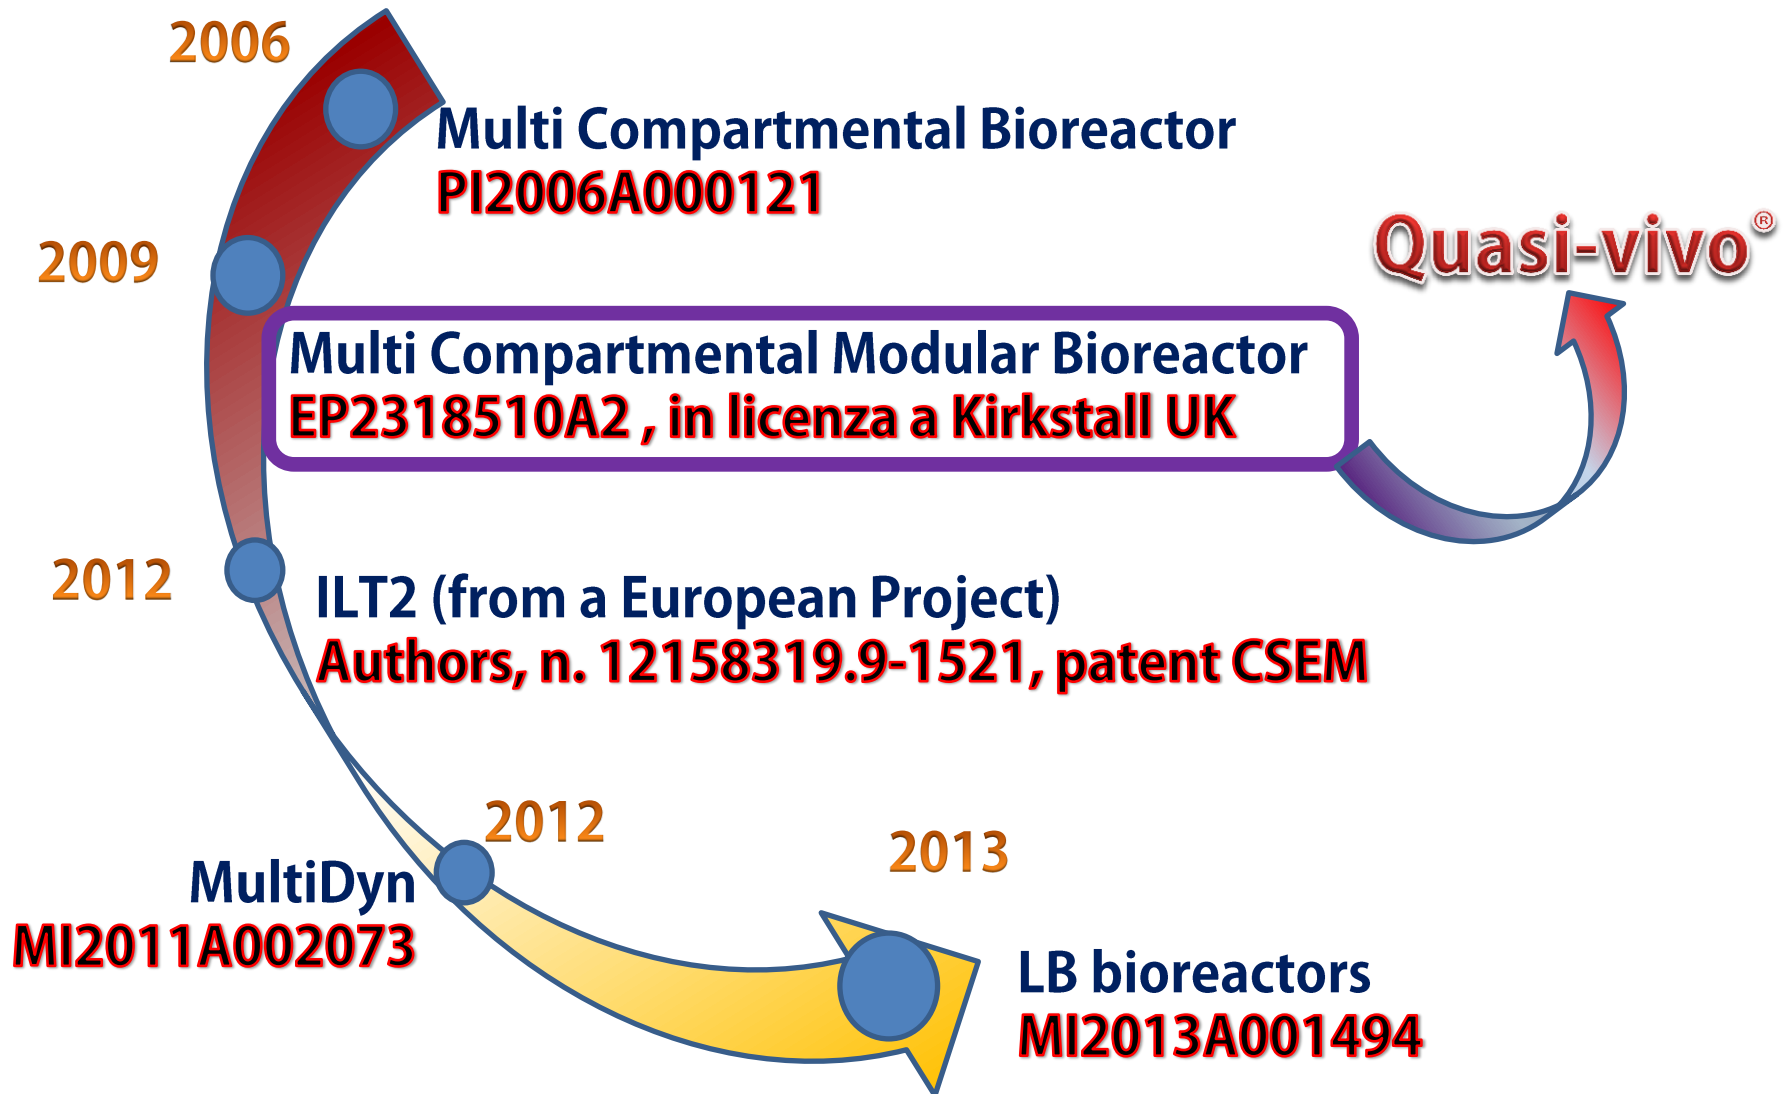 2006
Multi Compartmental Bioreactor
PI2006A000121
Quasi-vivo®
2009
Multi Compartmental Modular Bioreactor
EP2318510A2 , in licenza a Kirkstall UK
2012
ILT2 (from a European Project)
Authors, n. 12158319.9-1521, patent CSEM
2012
MultiDyn
MI2011A002073
2013
LB bioreactors
MI2013A001494